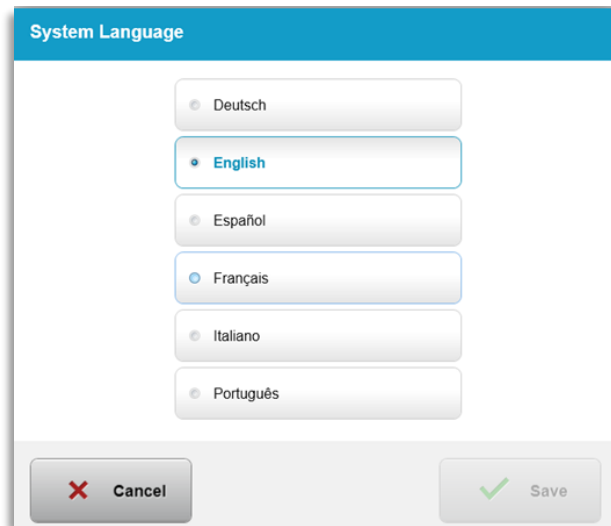 System Language
Deutsch
English
Español
Français
Italiano
Português
Cancel
Save